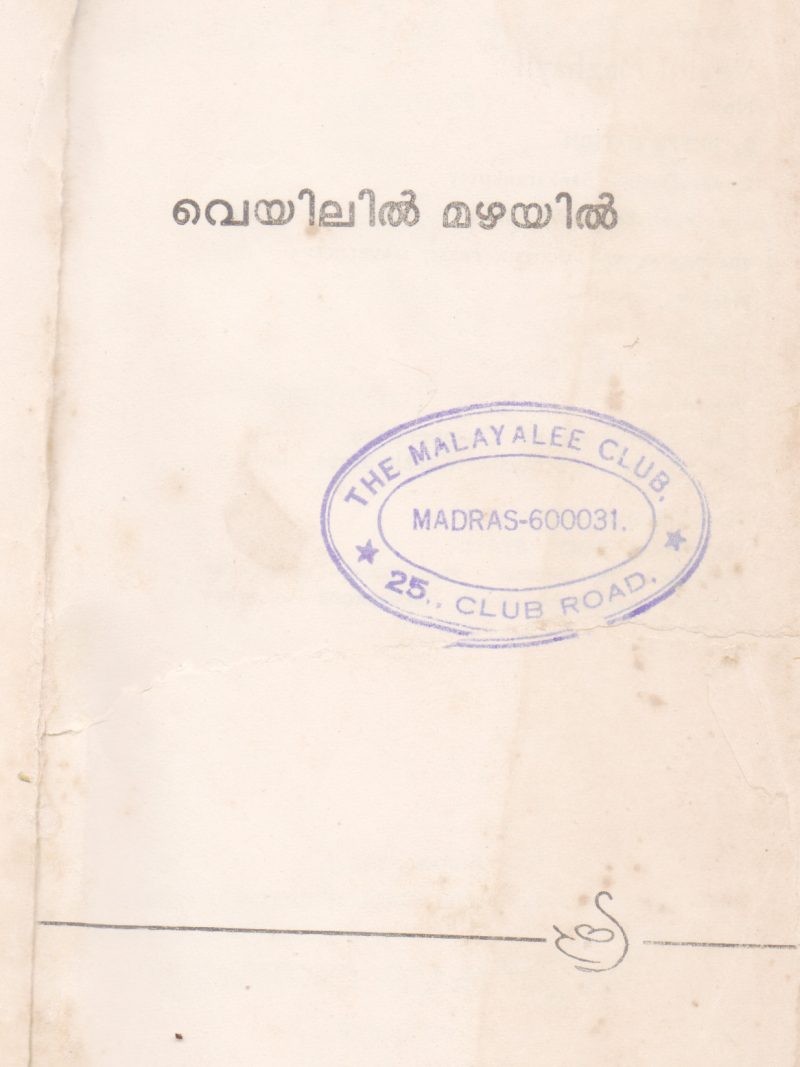 വെയിലിൽ മഴയിൽ
THE MALAYALEE CLUB,
MADRAS-600031.
25., CLUB ROAD,